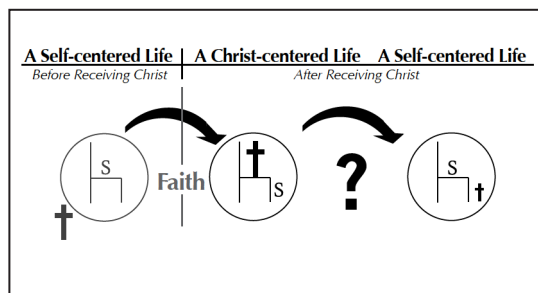 A Self-centered Life A Christ-centered Life A Self-centered Life
Before Receiving Christ After Receiving Christ
S S S
Faith ?